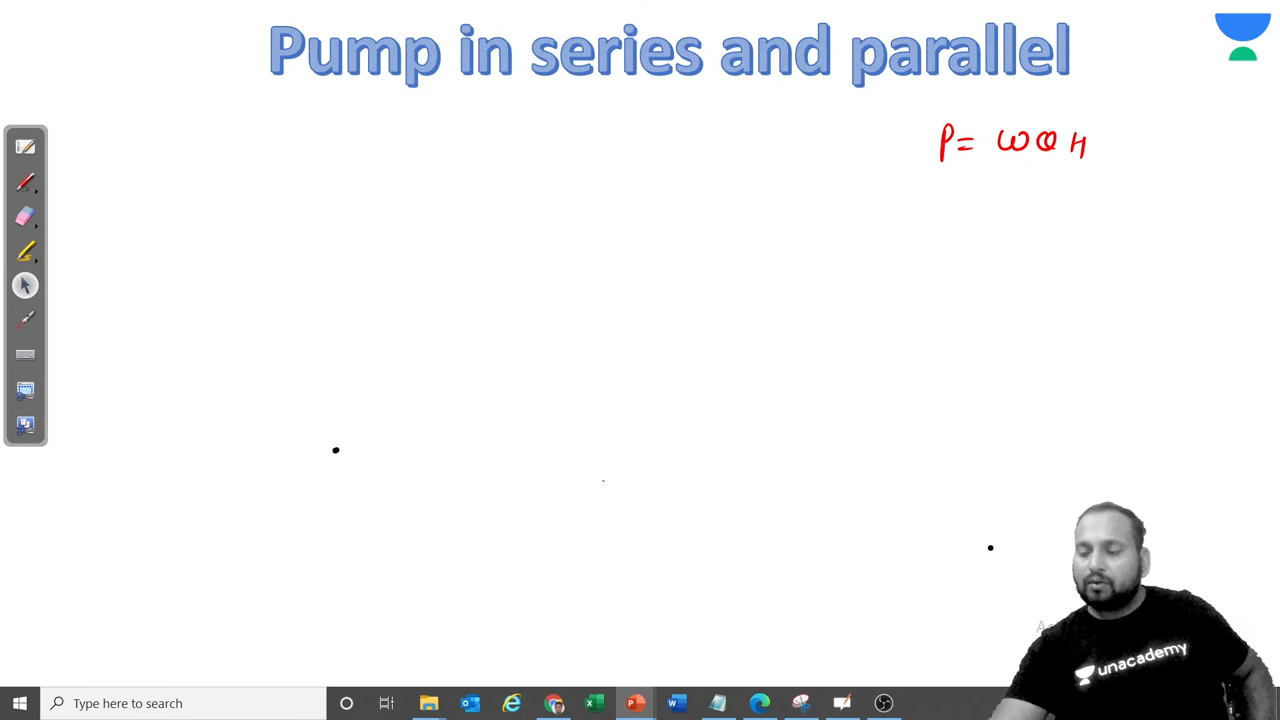 Pump in series and parallel
P = ωQH
unacademy
Type here to search